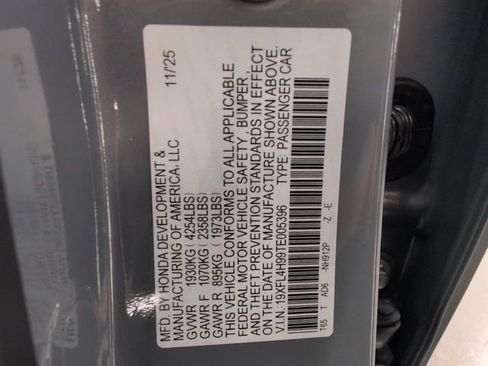 MFD. BY HONDA DEVELOPMENT & 11/'25
MANUFACTURING OF AMERICA, LLC
GVWR 1930KG ( 4254LBS)
GAWR F 1070KG ( 2358LBS)
GAWR R 895KG ( 1973LBS)
THIS VEHICLE CONFORMS TO ALL APPLICABLE
FEDERAL MOTOR VEHICLE SAFETY , BUMPER,
AND THEFT PREVENTION STANDARDS IN EFFECT
ON THE DATE OF MANUFACTURE SHOWN ABOVE.
V.I.N.: 19XFL4H99TE005396 TYPE: PASSENGER CAR
T65 T AD6 -NH912P -Z -E